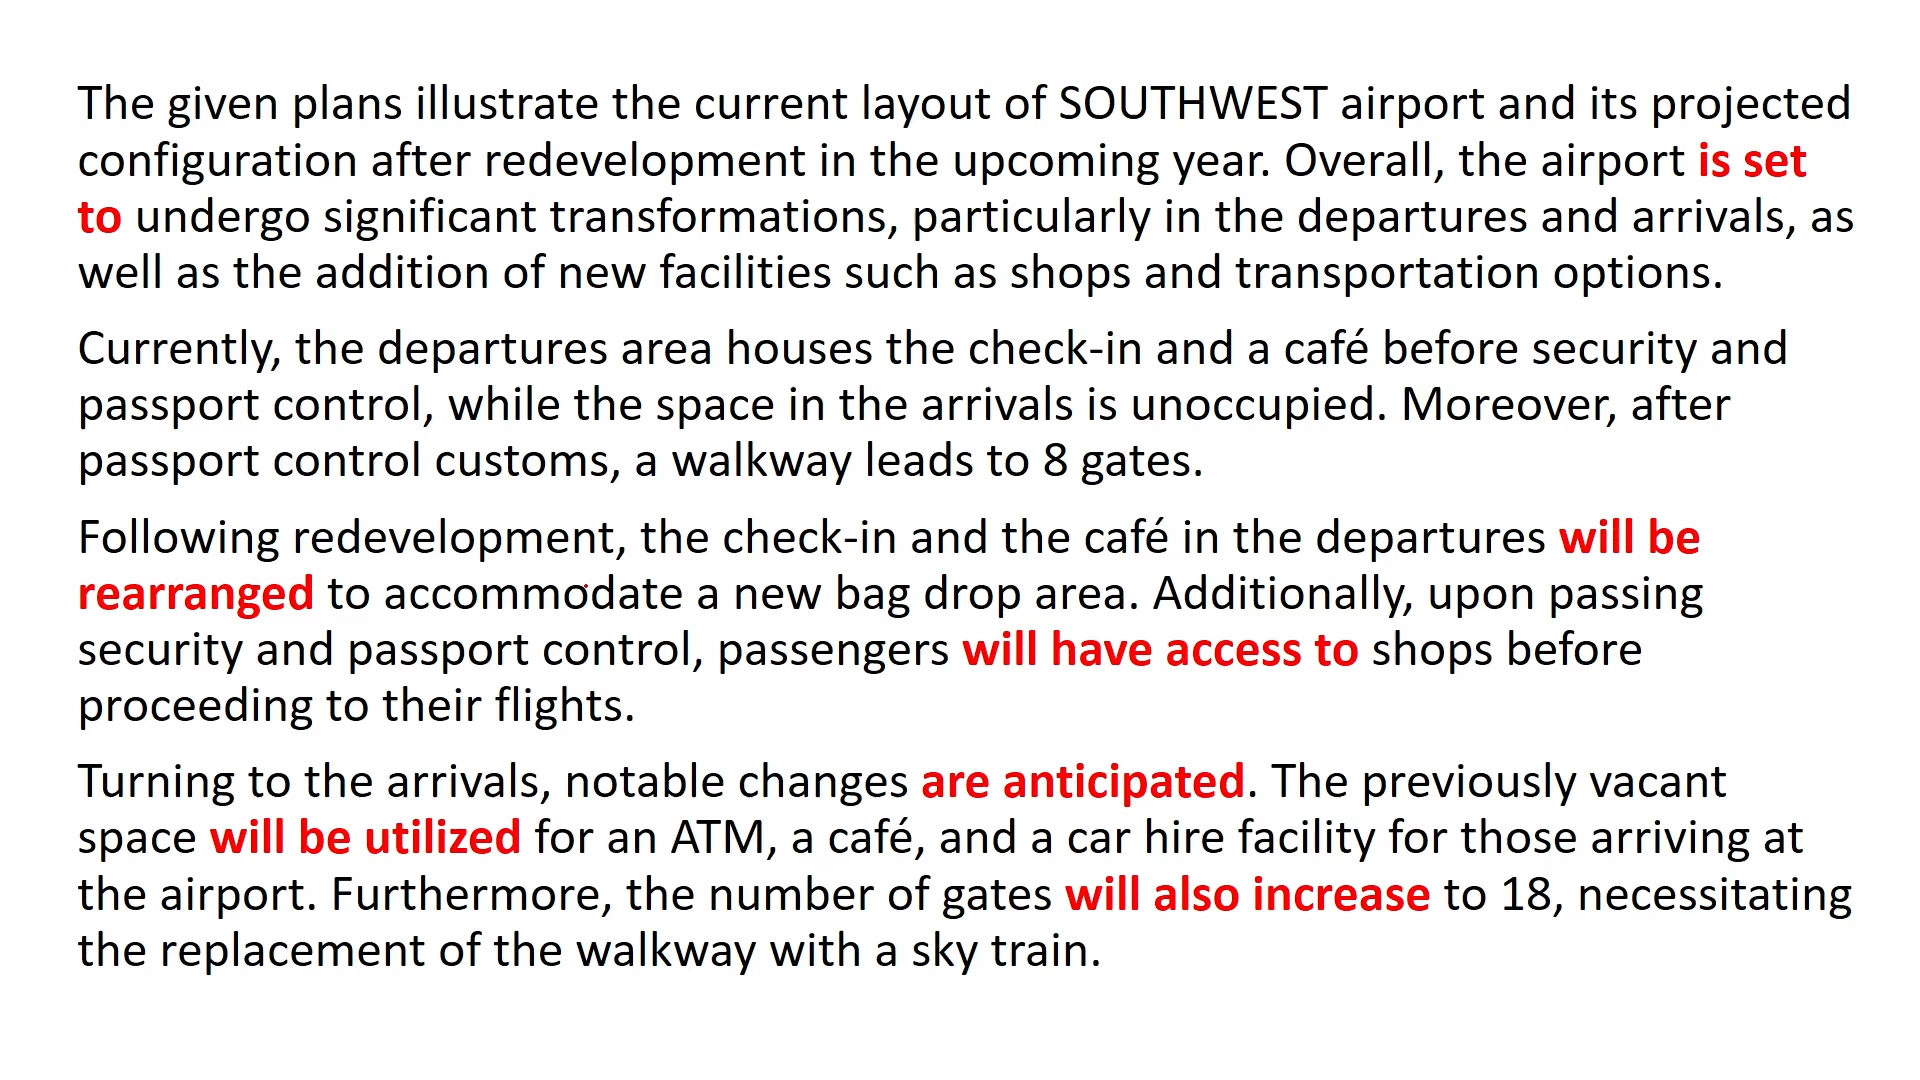 The given plans illustrate the current layout of SOUTHWEST airport and its projected
configuration after redevelopment in the upcoming year. Overall, the airport is set
to undergo significant transformations, particularly in the departures and arrivals, as
well as the addition of new facilities such as shops and transportation options.
Currently, the departures area houses the check-in and a café before security and
passport control, while the space in the arrivals is unoccupied. Moreover, after
passport control customs, a walkway leads to 8 gates.
Following redevelopment, the check-in and the café in the departures will be
rearranged to accommodate a new bag drop area. Additionally, upon passing
security and passport control, passengers will have access to shops before
proceeding to their flights.
Turning to the arrivals, notable changes are anticipated. The previously vacant
space will be utilized for an ATM, a café, and a car hire facility for those arriving at
the airport. Furthermore, the number of gates will also increase to 18, necessitating
the replacement of the walkway with a sky train.